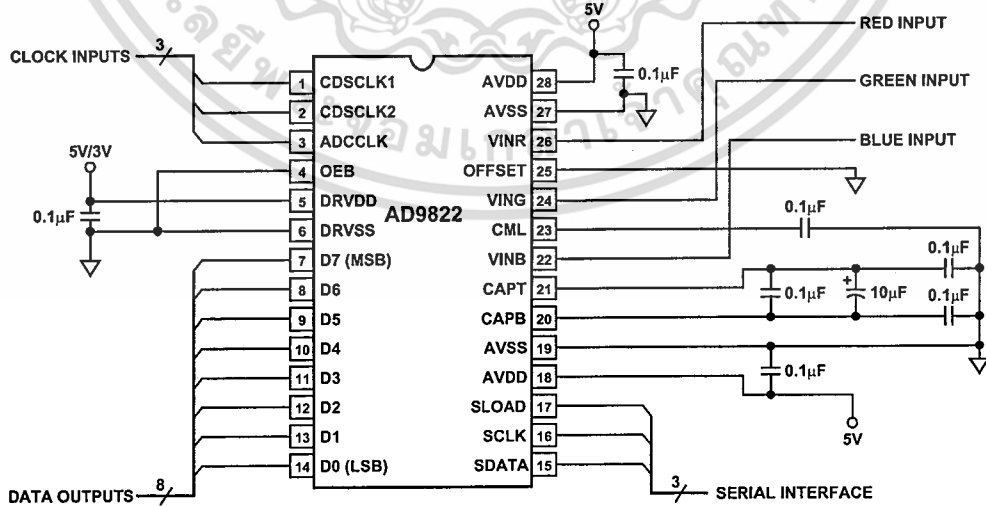 5V
RED INPUT
CLOCK INPUTS
3
1 CDSCLK1
AVDD 28
0.1µF
GREEN INPUT
2 CDSCLK2
AVSS 27
3 ADCCLK
VINR 26
BLUE INPUT
5V/3V
4 OEB
OFFSET 25
5 DRVDD
VING 24
0.1µF
AD9822
0.1µF
6 DRVSS
CML 23
7 D7 (MSB)
VINB 22
0.1µF
8 D6
CAPT 21
0.1µF
+
10µF
0.1µF
9 D5
CAPB 20
10 D4
AVSS 19
11 D3
AVDD 18
0.1µF
12 D2
SLOAD 17
13 D1
SCLK 16
5V
14 D0 (LSB)
SDATA 15
DATA OUTPUTS
8
3
SERIAL INTERFACE